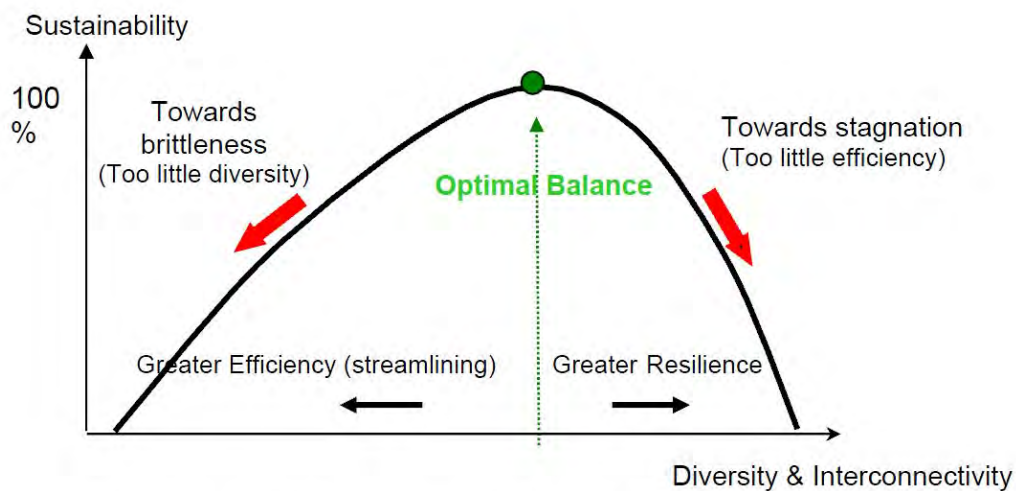 Sustainability
100
%
Towards
brittleness
(Too little diversity)
Towards stagnation
(Too little efficiency)
Optimal Balance
Greater Efficiency (streamlining)
Greater Resilience
Diversity & Interconnectivity